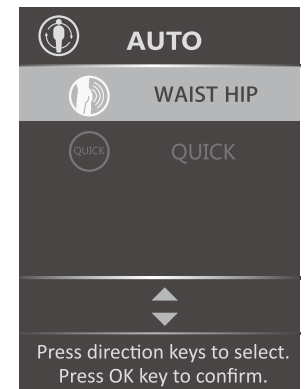 AUTO
WAIST HIP
QUICK QUICK
Press direction keys to select.
Press OK key to confirm.